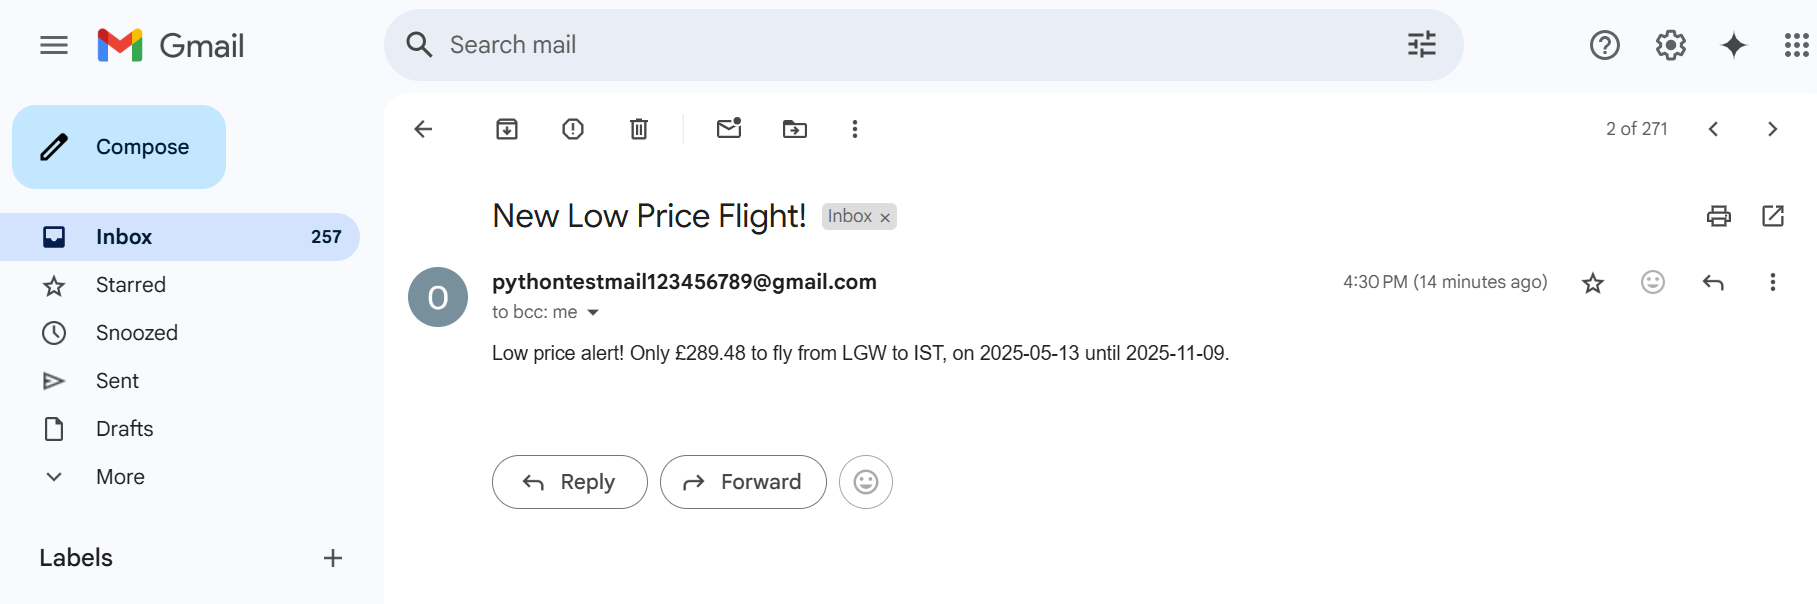 Gmail
Search mail
Compose
2 of 271
New Low Price Flight! Inbox x
Inbox 257
O pythontestmail123456789@gmail.com 4:30 PM (14 minutes ago)
Starred
to bcc: me
Snoozed
Low price alert! Only £289.48 to fly from LGW to IST, on 2025-05-13 until 2025-11-09.
Sent
Drafts
More
Reply Forward
Labels